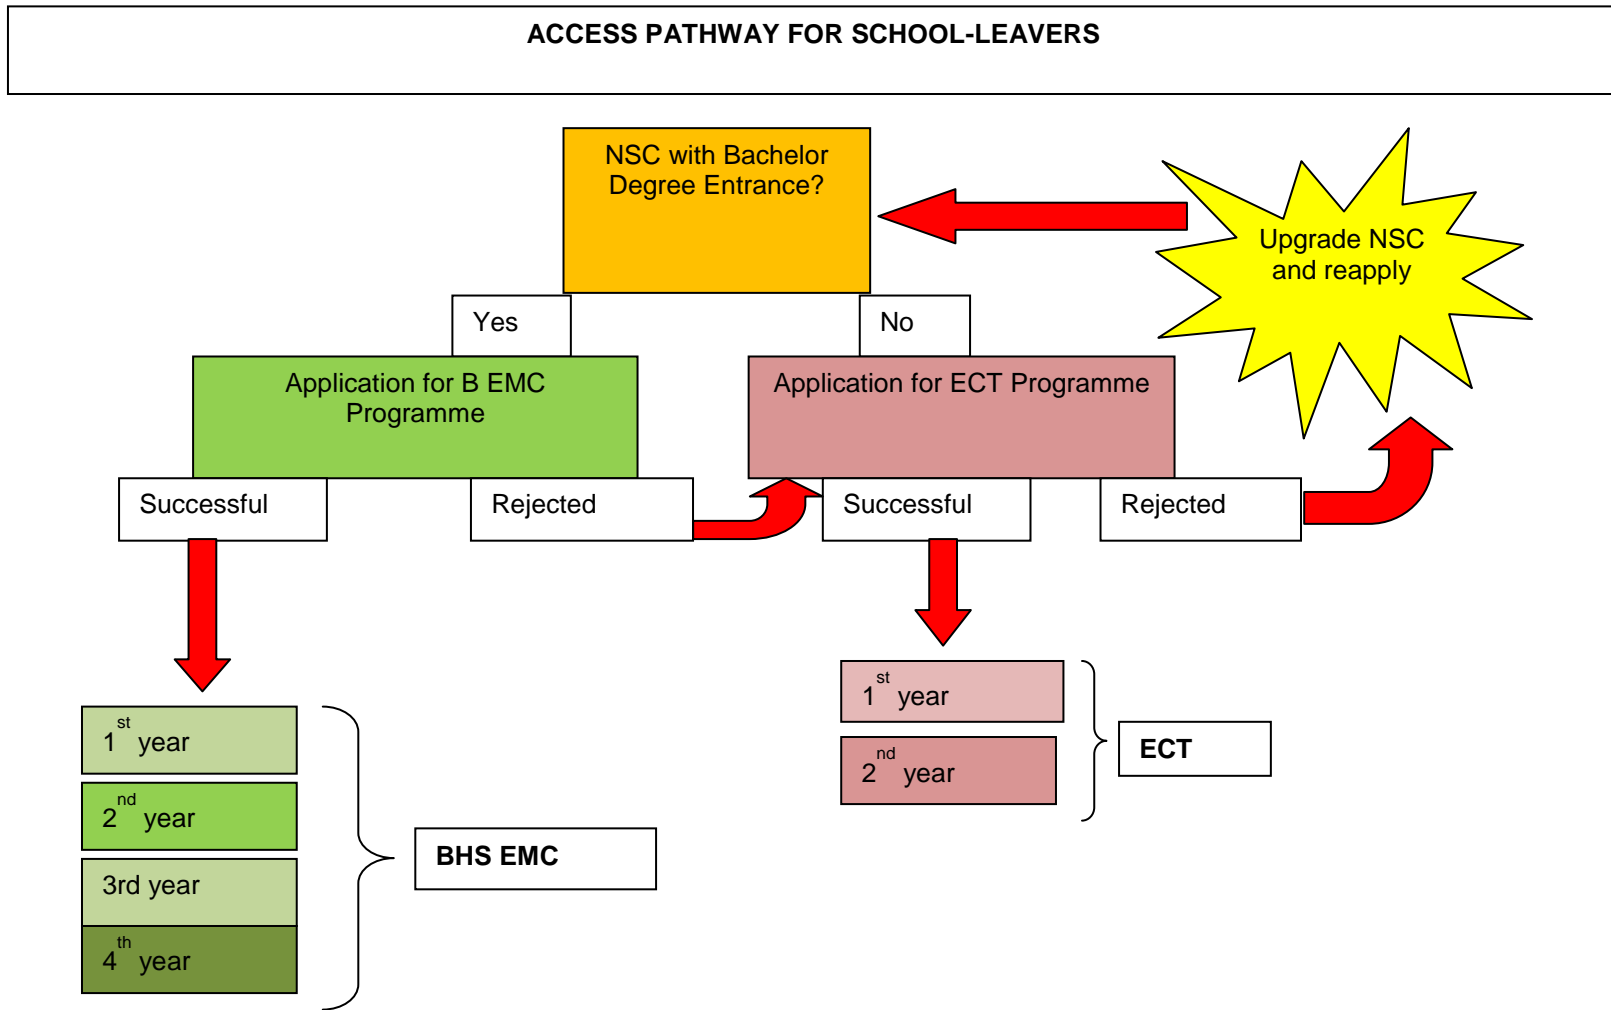 ACCESS PATHWAY FOR SCHOOL-LEAVERS
NSC with Bachelor
Degree Entrance?
Upgrade NSC
and reapply
Yes
No
Application for B EMC
Programme
Application for ECT Programme
Successful
Rejected
Successful
Rejected
1st year
2nd year
ECT
1st year
2nd year
3rd year
4th year
BHS EMC